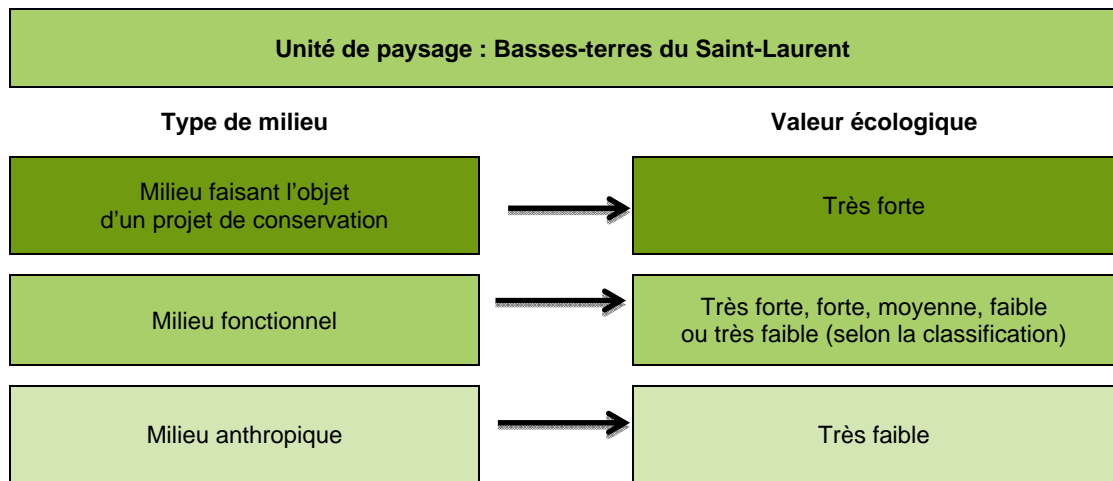 Unité de paysage : Basses-terres du Saint-Laurent
Type de milieu
Valeur écologique
Milieu faisant l’objet
d’un projet de conservation
Très forte
Milieu fonctionnel
Très forte, forte, moyenne, faible
ou très faible (selon la classification)
Milieu anthropique
Très faible